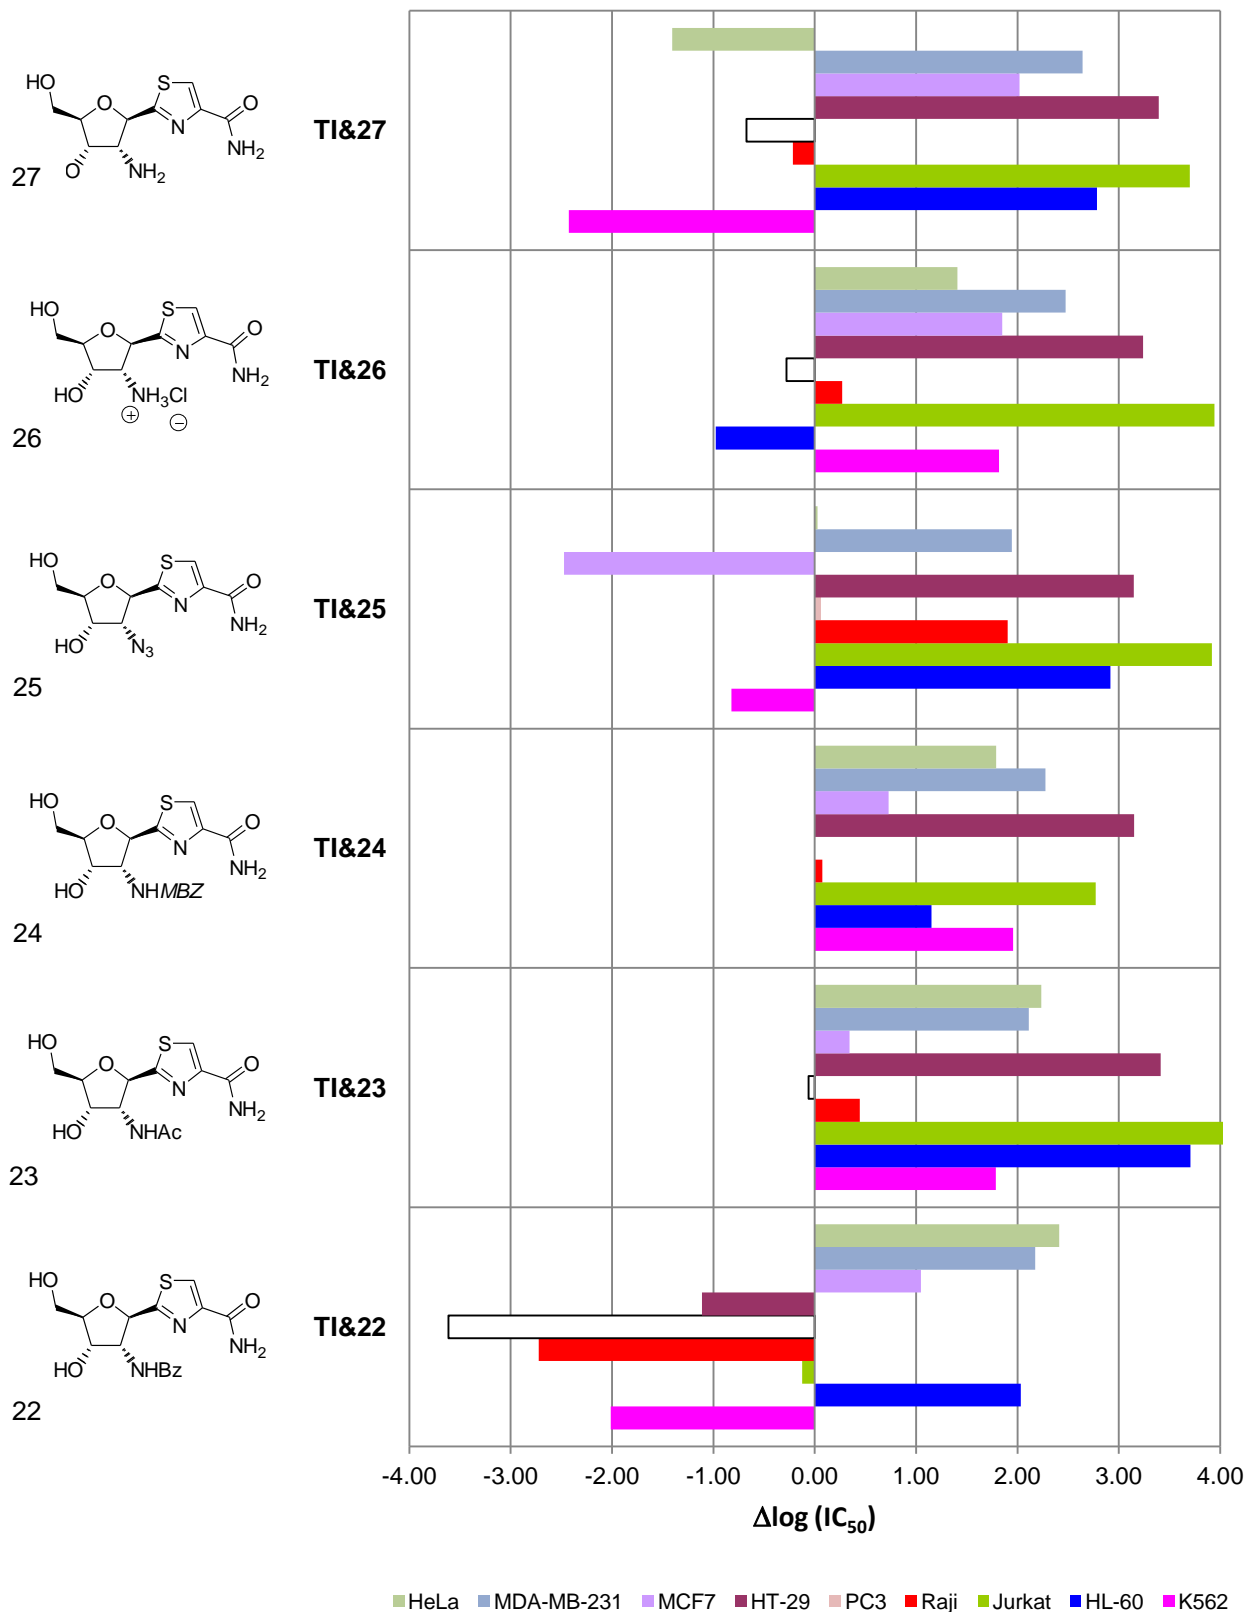 HO
S
O
N
O
NH2
O
NH2
27
TI&27
HO
S
O
N
O
NH2
HO
NH3Cl
+ −
26
TI&26
HO
S
O
N
O
NH2
HO
N3
25
TI&25
HO
S
O
N
O
NH2
HO
NHMBZ
24
TI&24
HO
S
O
N
O
NH2
HO
NHAc
23
TI&23
HO
S
O
N
O
NH2
HO
NHBz
22
TI&22
-4.00 -3.00 -2.00 -1.00 0.00 1.00 2.00 3.00 4.00
Δlog (IC50)
HeLa MDA-MB-231 MCF7 HT-29 PC3 Raji Jurkat HL-60 K562